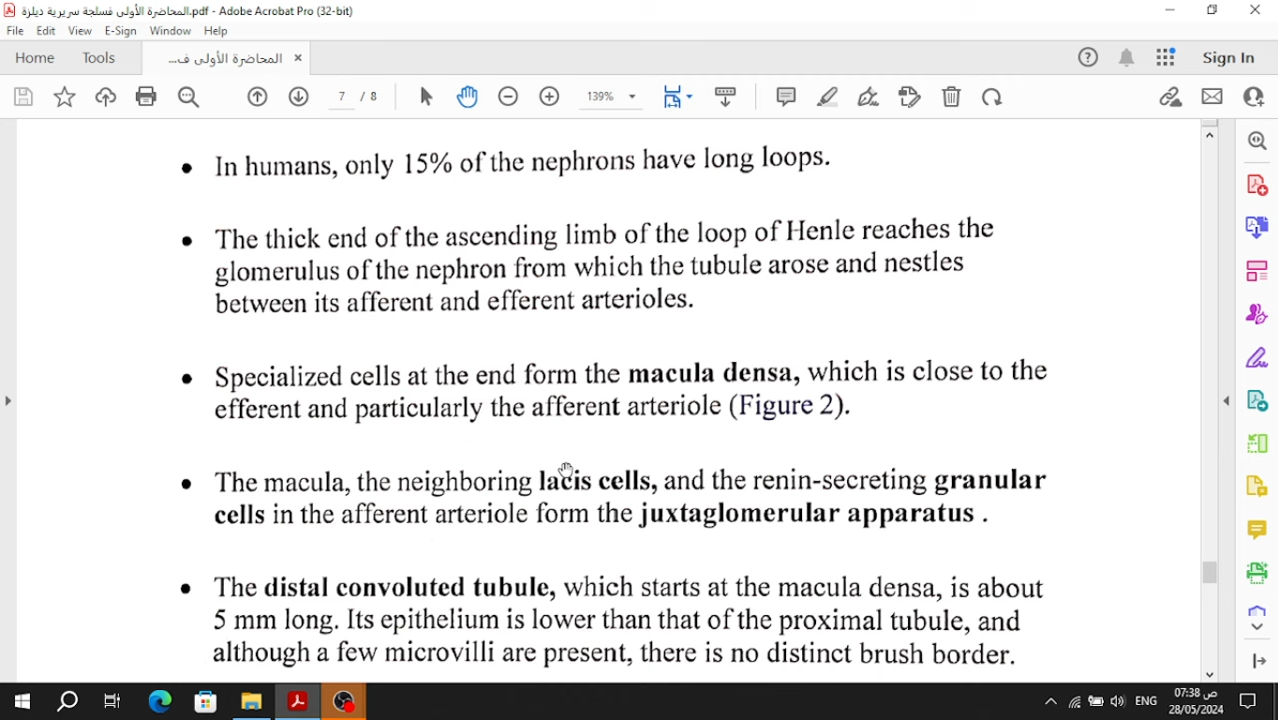 المحاضرة الأولى فسلجة سريرية ديلزة.pdf - Adobe Acrobat Pro (32-bit)
File Edit View E-Sign Window Help
Home Tools المحاضرة الأولى ف... × Sign In
7 / 8 139%
• In humans, only 15% of the nephrons have long loops.
• The thick end of the ascending limb of the loop of Henle reaches the
glomerulus of the nephron from which the tubule arose and nestles
between its afferent and efferent arterioles.
• Specialized cells at the end form the macula densa, which is close to the
efferent and particularly the afferent arteriole (Figure 2).
• The macula, the neighboring lacis cells, and the renin-secreting granular
cells in the afferent arteriole form the juxtaglomerular apparatus .
• The distal convoluted tubule, which starts at the macula densa, is about
5 mm long. Its epithelium is lower than that of the proximal tubule, and
although a few microvilli are present, there is no distinct brush border.
ENG 07:38 ص
28/05/2024